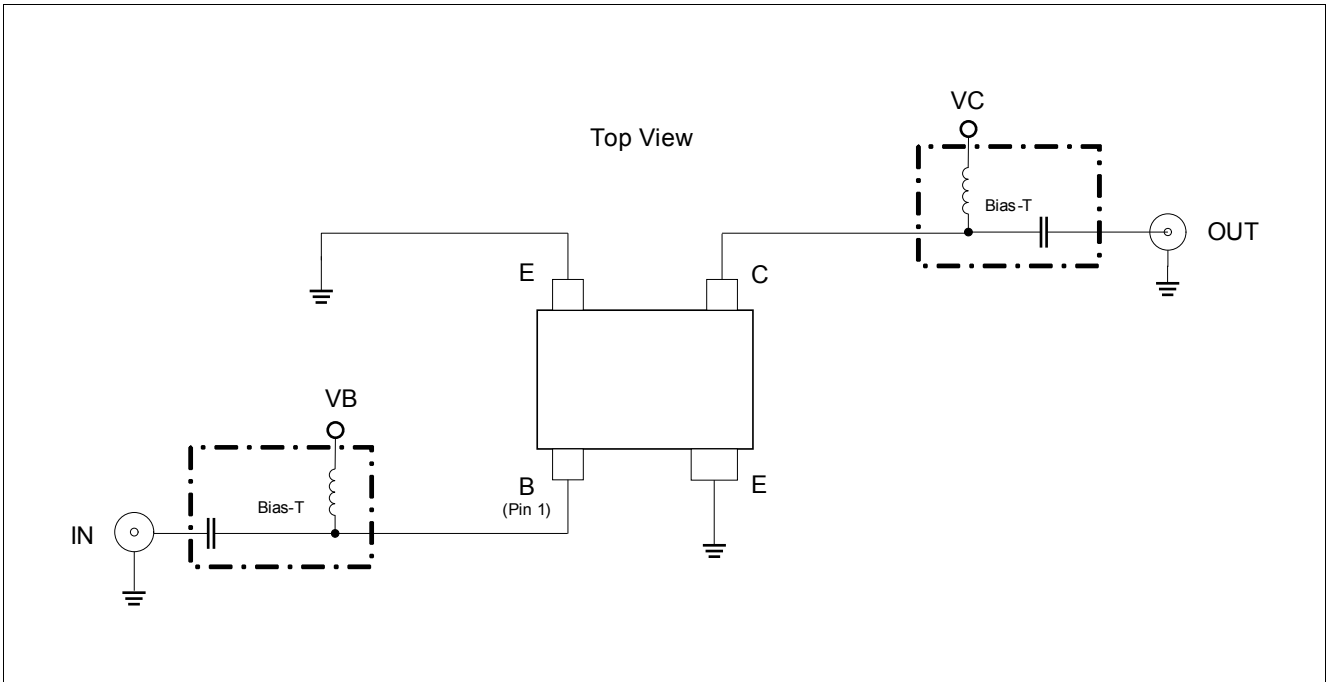 VC
Top View
Bias-T
OUT
E
C
VB
B
(Pin 1)
E
Bias-T
IN